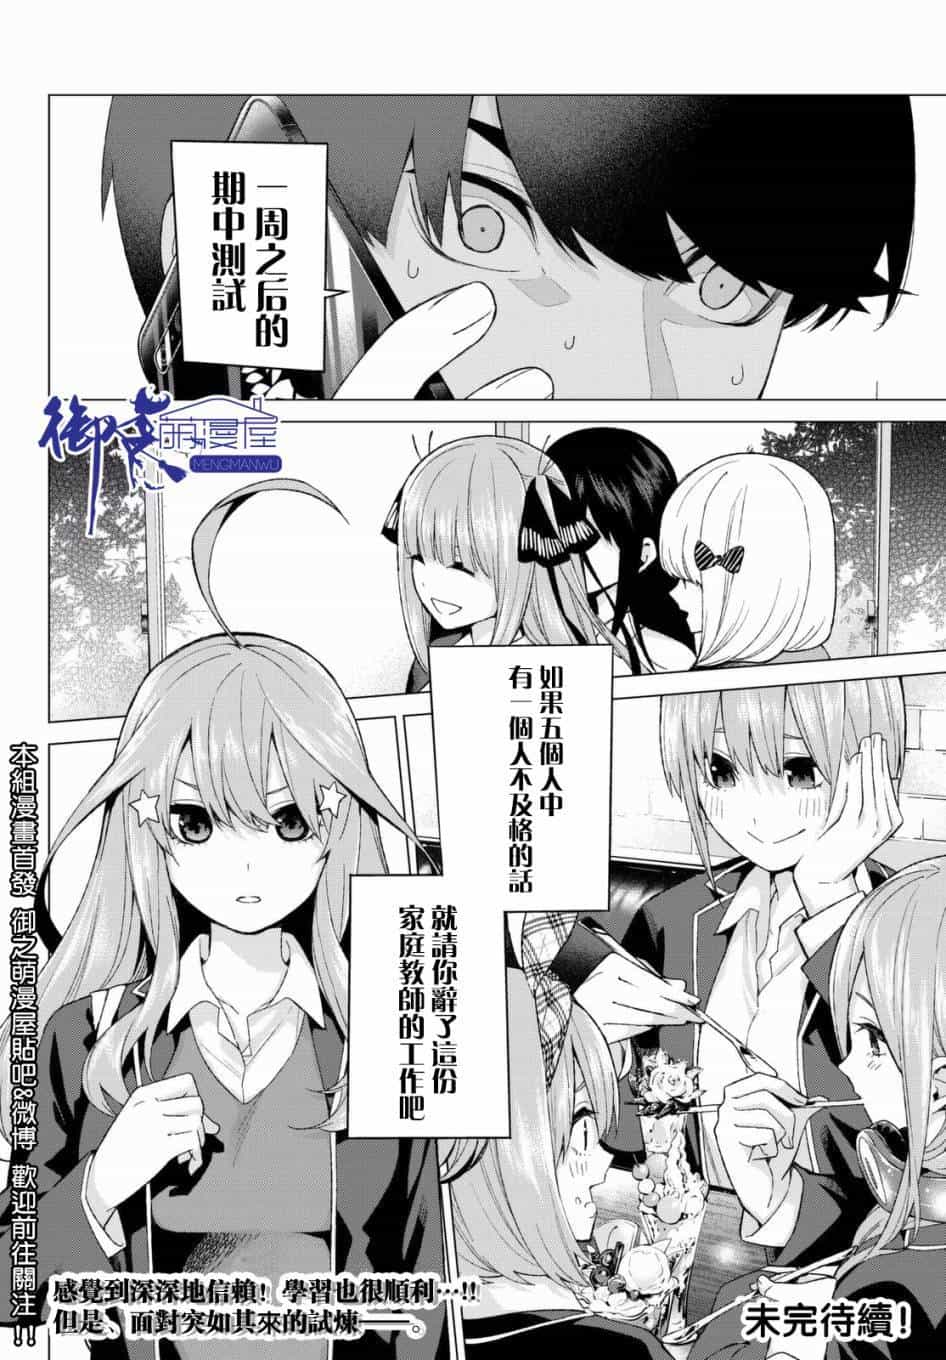 一周之后的
期中測試
萌漫屋
MENGMANWU
如果五個人中
有一個人不及格的話
就請你辭了這份
家庭教師的工作吧
本組漫畫首發 御之萌漫屋貼吧&微博 歡迎前往關注!!
感覺到深深地信賴! 學習也很順利…!!
但是、面對突如其來的試煉——。
未完待續!